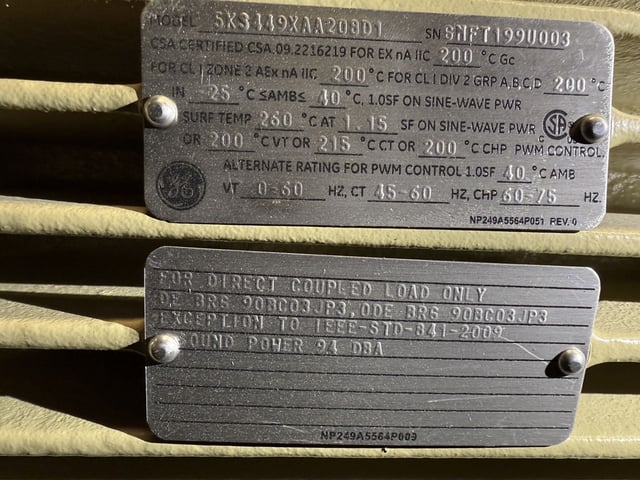 MODEL 5KS449XAA208D1 SN SNFT199U003
CSA CERTIFIED CSA.09.2216219 FOR EX nA IIC 200 °C Gc
FOR CL I ZONE 2 AEx nA IIC 200 °C FOR CL I DIV 2 GRP A,B,C,D 200 °C
IN -25 °C ≤AMB≤ 40 °C, 1.0SF ON SINE-WAVE PWR
SURF TEMP 260 °C AT 1.15 SF ON SINE-WAVE PWR
OR 200 °C VT OR 215 °C CT OR 200 °C CHP PWM CONTROL.
ALTERNATE RATING FOR PWM CONTROL 1.0SF 40 °C AMB
VT 0-60 HZ, CT 45-60 HZ, CHP 60-75 HZ.
GE
NP249A5564P051 REV. 0
FOR DIRECT COUPLED LOAD ONLY
DE BRG 90BC03JP3,ODE BRG 90BC03JP3
EXCEPTION TO IEEE-STD-841-2009
SOUND POWER 94 DBA
NP249A5564P009